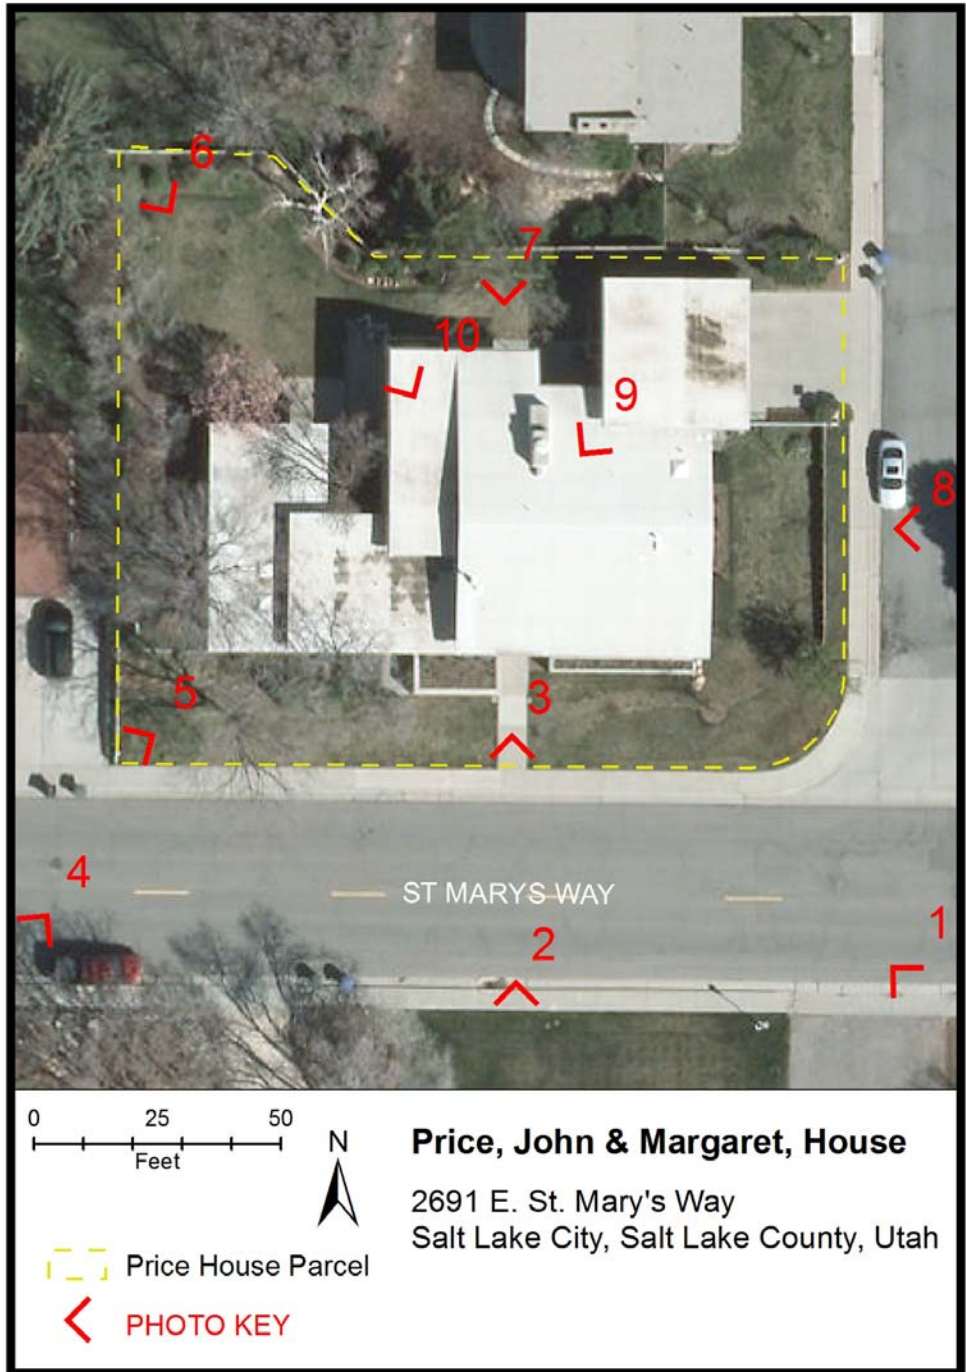 6
7
10
9
8
5
3
4
ST MARYS WAY
1
2
0 25 50
Feet
N
Price, John & Margaret, House
2691 E. St. Mary's Way
Salt Lake City, Salt Lake County, Utah
Price House Parcel
PHOTO KEY